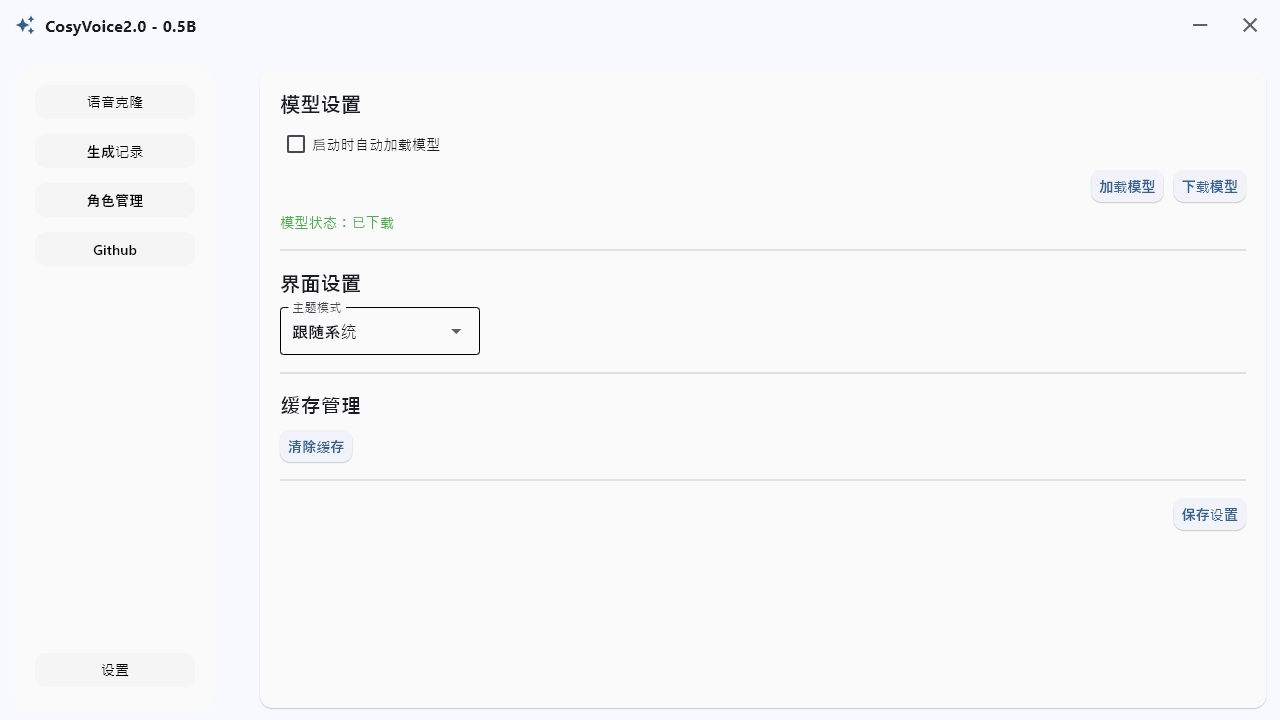 CosyVoice2.0 - 0.5B
语音克隆
生成记录
角色管理
Github
设置
模型设置
启动时自动加载模型
加载模型 下载模型
模型状态：已下载
界面设置
主题模式
跟随系统
缓存管理
清除缓存
保存设置